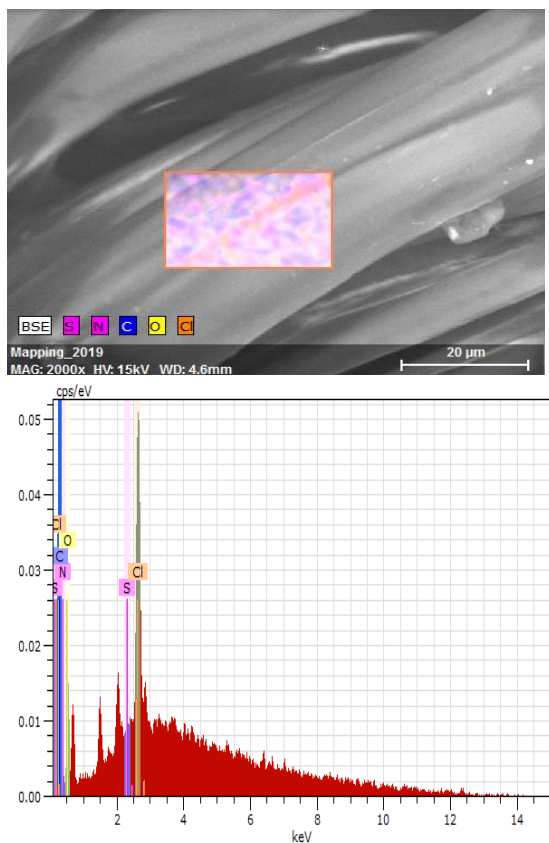 BSE S N C O Cl
Mapping_2019 20 µm
MAG: 2000x HV: 15kV WD: 4.6mm
cps/eV
0.05
0.04
Cl
O
C
0.03 N Cl
S S
0.02
0.01
0.00
2 4 6 8 10 12 14
keV